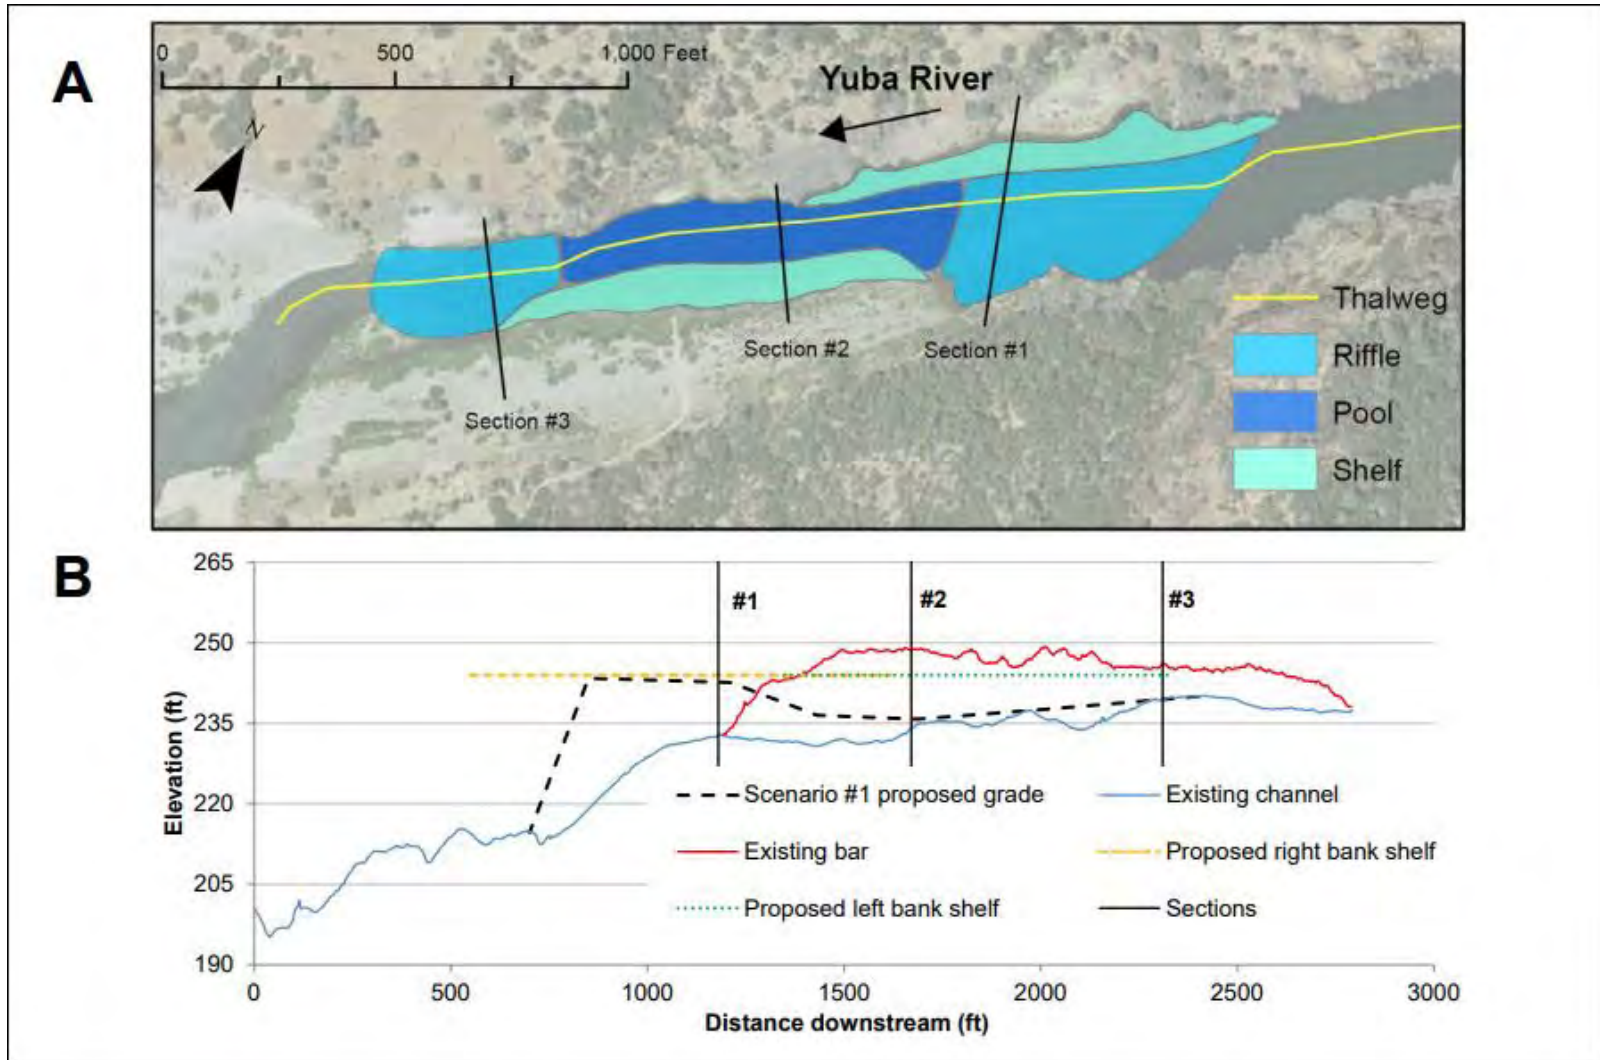 A
0 500 1,000 Feet
Yuba River
N
Thalweg
Riffle
Pool
Shelf
Section #2
Section #1
Section #3
B
265
250
235
220
205
190
Elevation (ft)
#1
#2
#3
Scenario #1 proposed grade
Existing channel
Existing bar
Proposed right bank shelf
Proposed left bank shelf
Sections
0 500 1000 1500 2000 2500 3000
Distance downstream (ft)